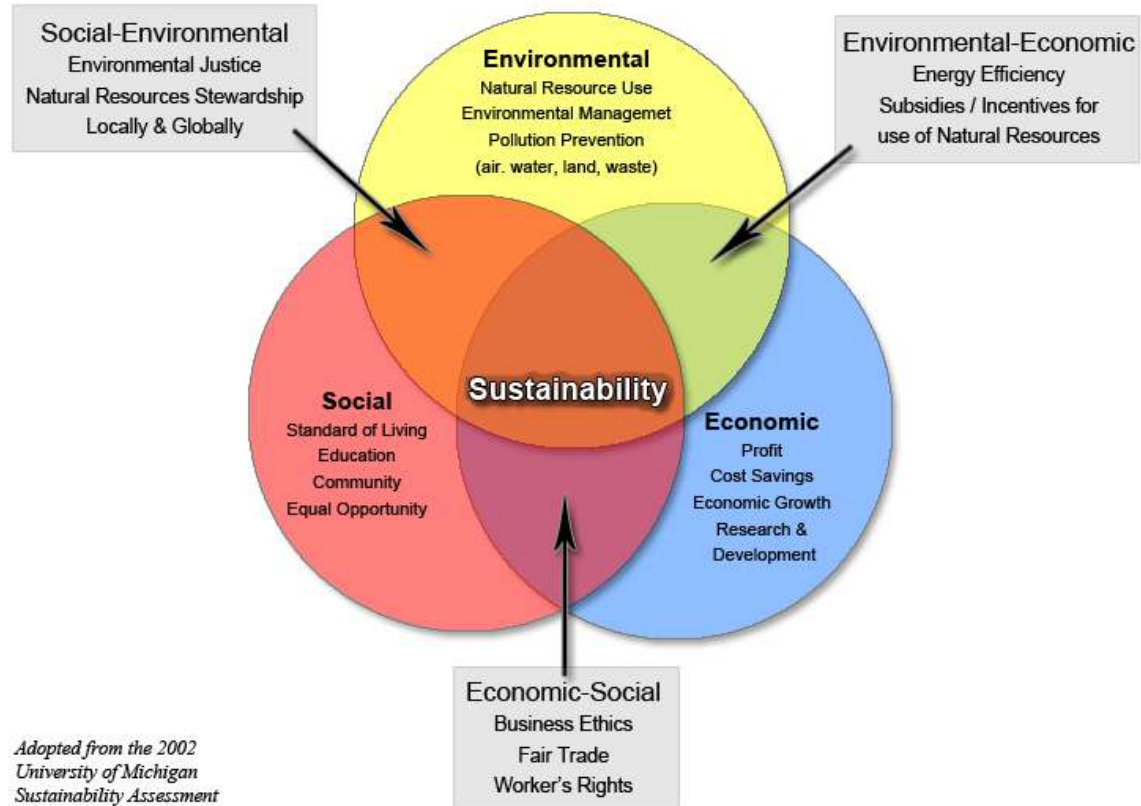 Social-Environmental
Environmental Justice
Natural Resources Stewardship
Locally & Globally
Environmental
Natural Resource Use
Environmental Managemet
Pollution Prevention
(air. water, land, waste)
Environmental-Economic
Energy Efficiency
Subsidies / Incentives for
use of Natural Resources
Sustainability
Social
Standard of Living
Education
Community
Equal Opportunity
Economic
Profit
Cost Savings
Economic Growth
Research &
Development
Economic-Social
Business Ethics
Fair Trade
Worker's Rights
Adopted from the 2002
University of Michigan
Sustainability Assessment